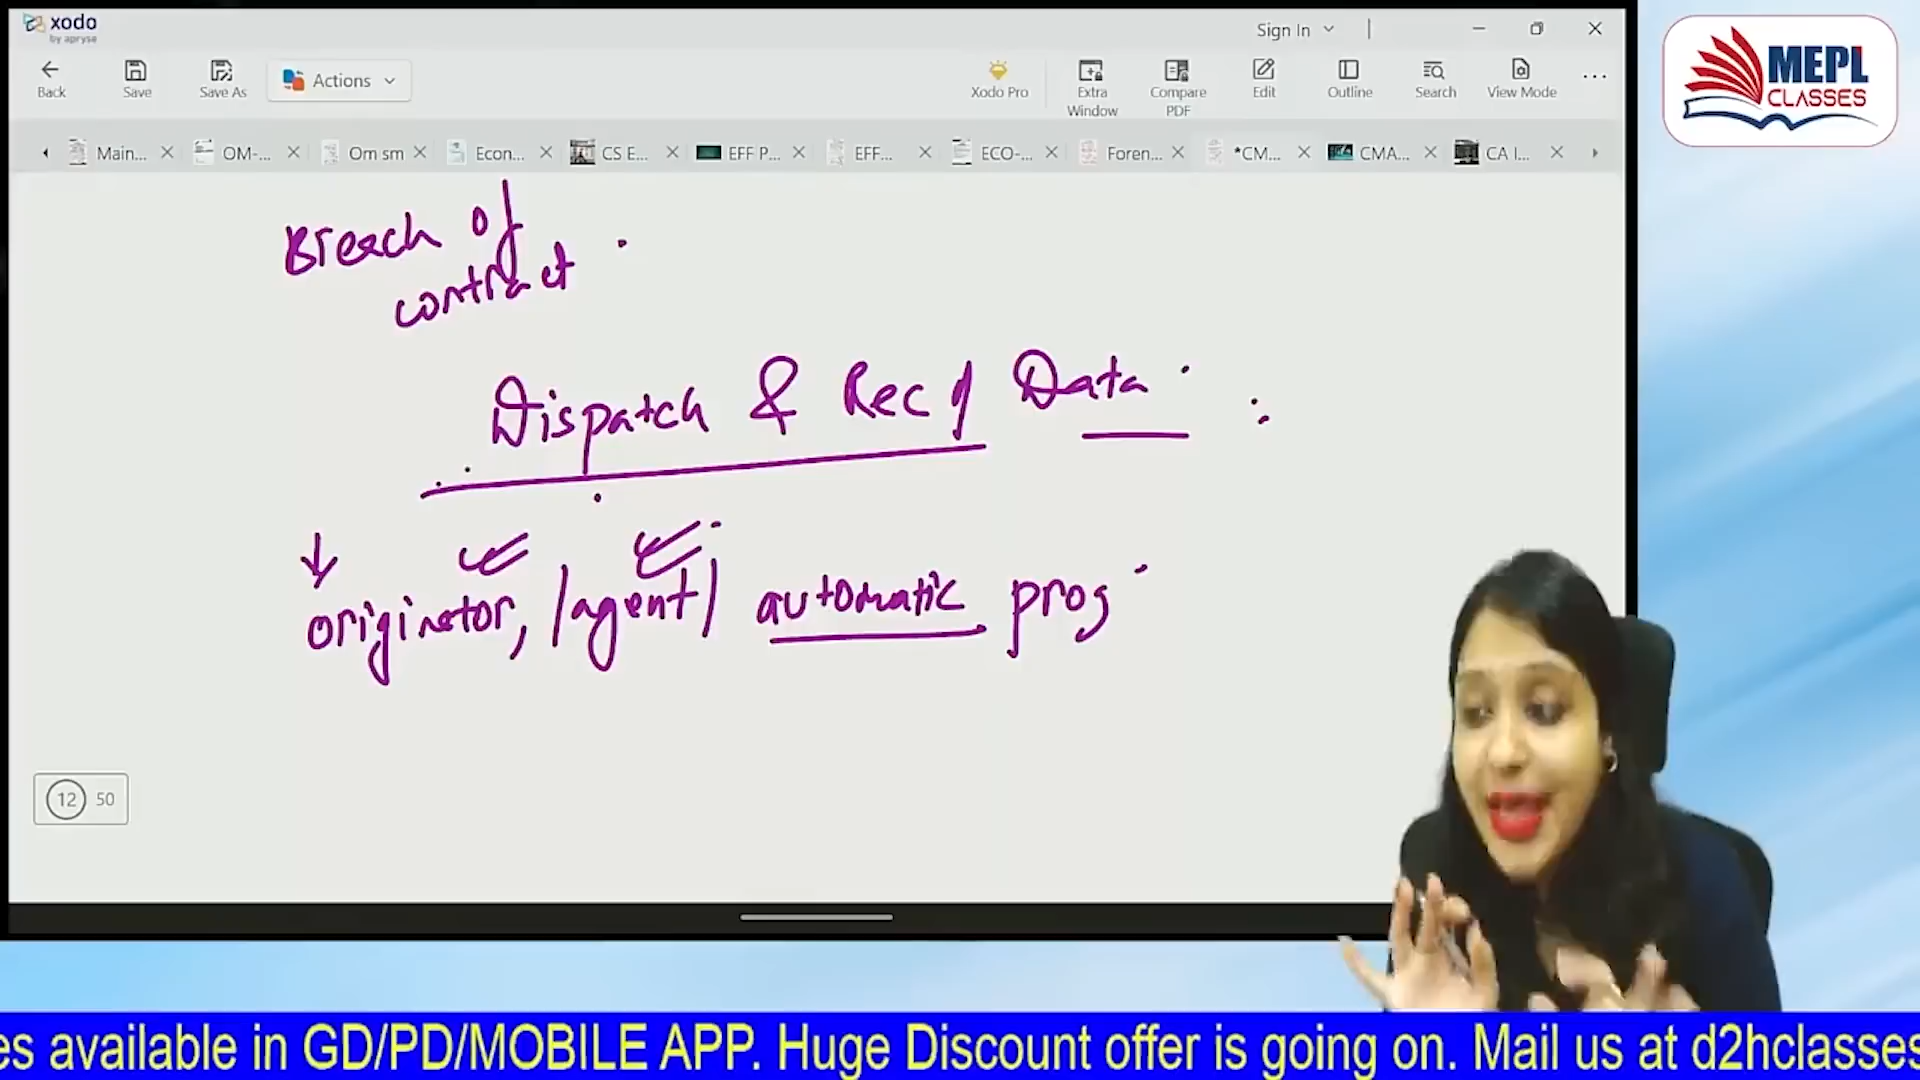 xodo
by apryse
Sign In
Back
Save
Save As
Actions
Xodo Pro
Extra Window
Compare PDF
Edit
Outline
Search
View Mode
Main...
OM-...
Om sm
Econ...
CS E...
EFF P...
EFF...
ECO-...
Foren...
*CM...
CMA...
CA I...
MEPL
CLASSES
Breach of
contract
Dispatch & Rec of Data
originator, /agent/ automatic prog
12 50
es available in GD/PD/MOBILE APP. Huge Discount offer is going on. Mail us at d2hclasses